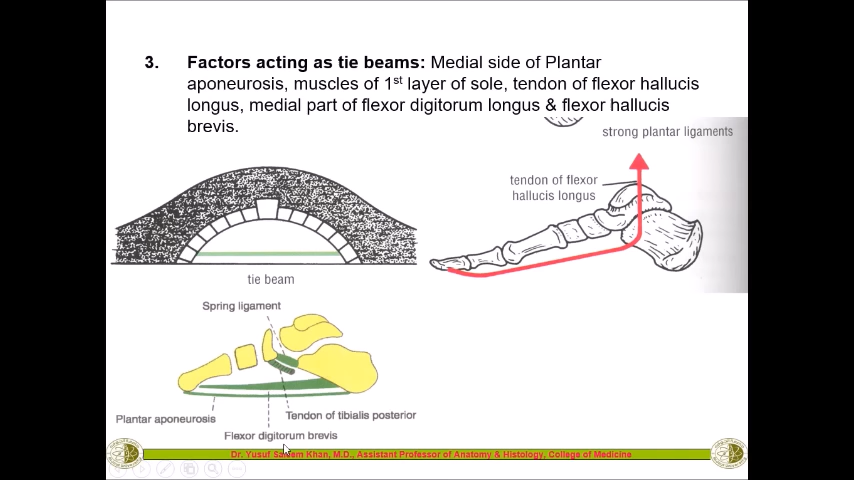 3. Factors acting as tie beams: Medial side of Plantar
aponeurosis, muscles of 1st layer of sole, tendon of flexor hallucis
longus, medial part of flexor digitorum longus & flexor hallucis
brevis.
strong plantar ligaments
tendon of flexor
hallucis longus
tie beam
Spring ligament
Plantar aponeurosis
Tendon of tibialis posterior
Flexor digitorum brevis
Dr. Yusuf Saleem Khan, M.D., Assistant Professor of Anatomy & Histology, College of Medicine